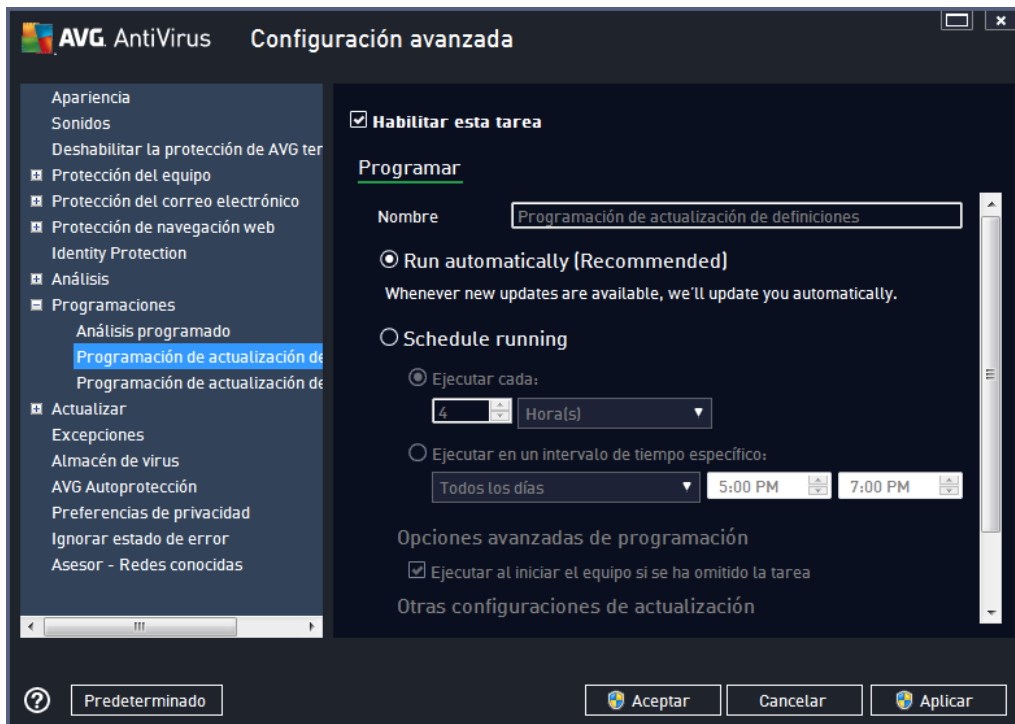 AVG. AntiVirus Configuración avanzada
Apariencia
Sonidos
Deshabilitar la protección de AVG ter
Protección del equipo
Protección del correo electrónico
Protección de navegación web
Identity Protection
Análisis
Programaciones
Análisis programado
Programación de actualización de
Programación de actualización de
Actualizar
Excepciones
Almacén de virus
AVG Autoprotección
Preferencias de privacidad
Ignorar estado de error
Asesor - Redes conocidas
Habilitar esta tarea
Programar
Nombre Programación de actualización de definiciones
Run automatically (Recommended)
Whenever new updates are available, we'll update you automatically.
Schedule running
Ejecutar cada:
4 Hora(s)
Ejecutar en un intervalo de tiempo específico:
Todos los días 5:00 PM 7:00 PM
Opciones avanzadas de programación
Ejecutar al iniciar el equipo si se ha omitido la tarea
Otras configuraciones de actualización
Predeterminado Aceptar Cancelar Aplicar